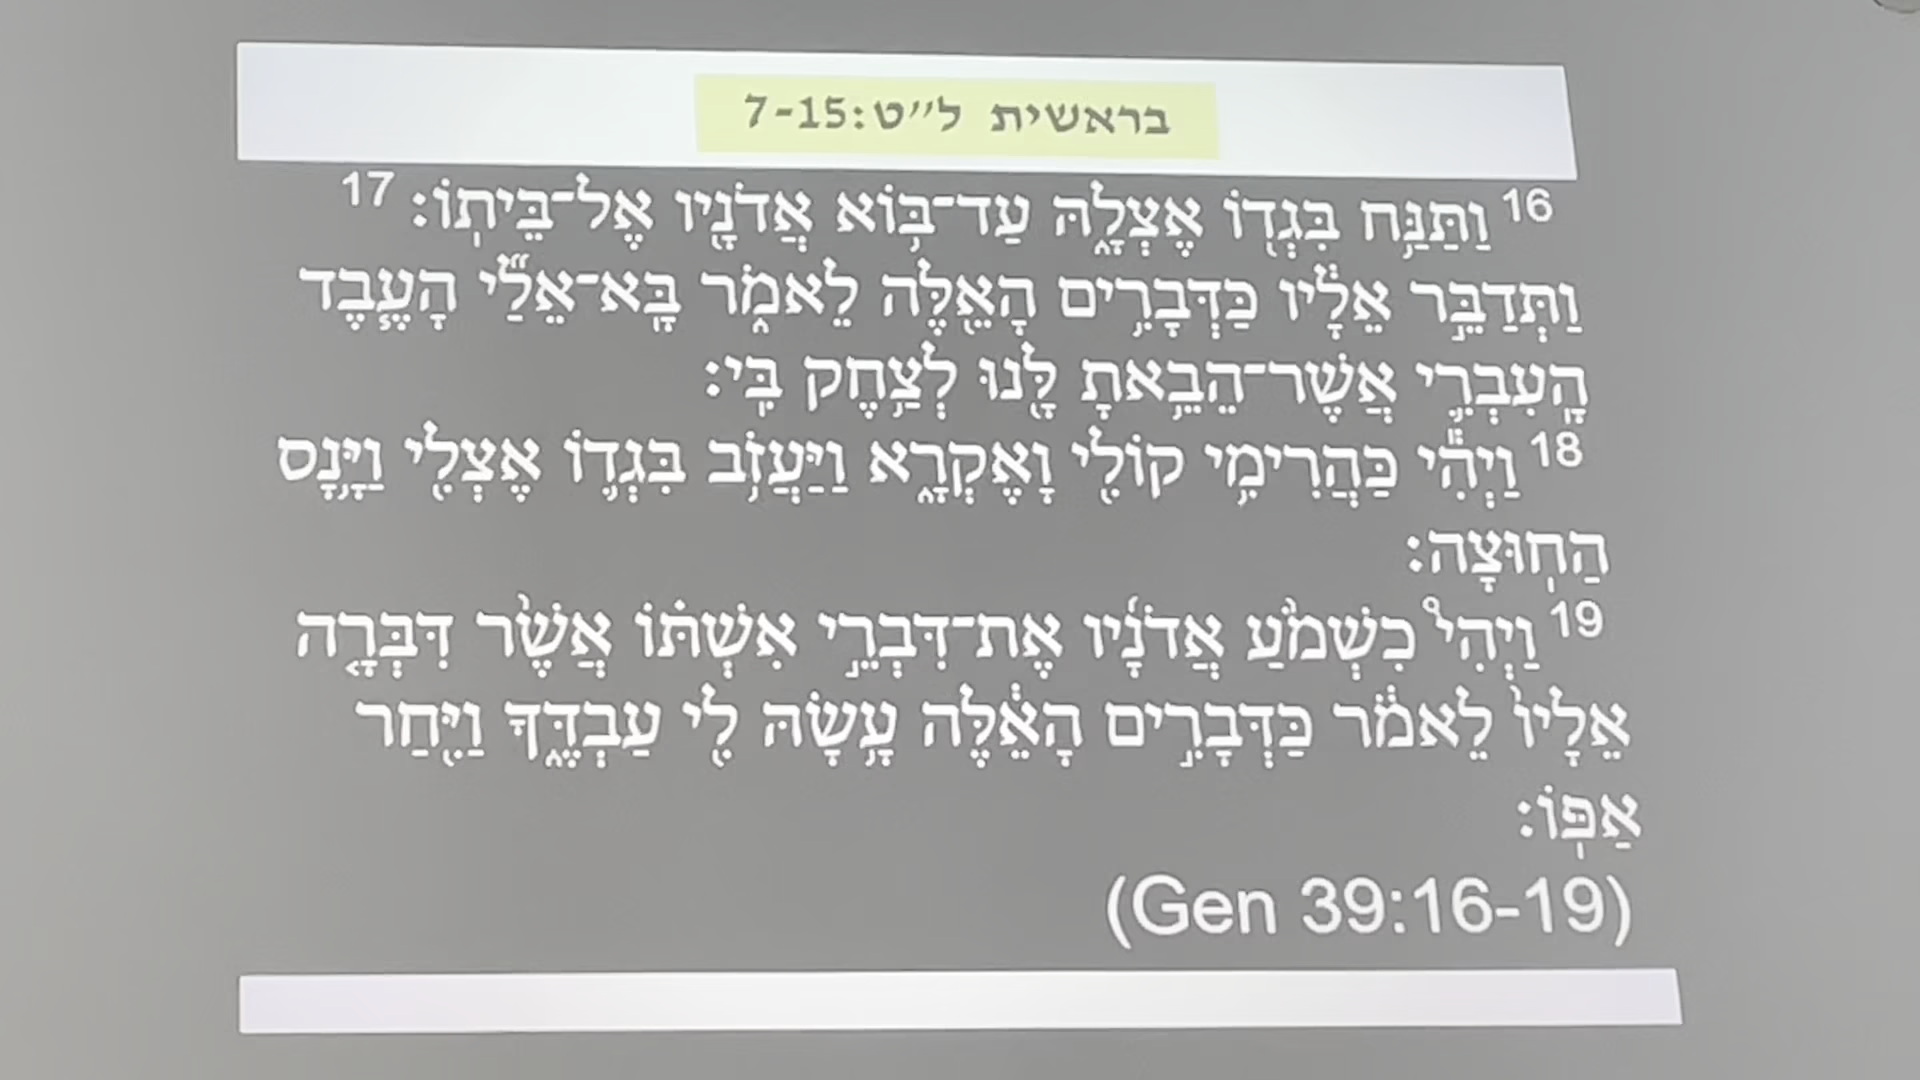 בראשית ל״ט:7-15
16 וַתַּנַּ֥ח בִּגְד֖וֹ אֶצְלָ֑הּ עַד־בּ֥וֹא אֲדֹנָ֖יו אֶל־בֵּיתֽוֹ׃ 17
וַתְּדַבֵּ֣ר אֵלָ֔יו כַּדְּבָרִ֥ים הָאֵ֖לֶּה לֵאמֹ֑ר בָּֽא־אֵלַ֞י הָעֶ֧בֶד
הָֽעִבְרִ֛י אֲשֶׁר־הֵבֵ֥אתָ לָּ֖נוּ לְצַ֥חֶק בִּֽי׃
18 וַיְהִ֕י כַּהֲרִימִ֥י קוֹלִ֖י וָאֶקְרָ֑א וַיַּעֲזֹ֥ב בִּגְד֛וֹ אֶצְלִ֖י וַיָּ֥נָס
הַחֽוּצָה׃
19 וַיְהִי֩ כִשְׁמֹ֨עַ אֲדֹנָ֜יו אֶת־דִּבְרֵ֣י אִשְׁתּ֗וֹ אֲשֶׁ֨ר דִּבְּרָ֤ה
אֵלָיו֙ לֵאמֹ֔ר כַּדְּבָרִ֣ים הָאֵ֔לֶּה עָ֥שָׂהּ לִ֖י עַבְדֶּ֑ךָ וַיִּ֖חַר
אַפּֽוֹ׃
(Gen 39:16-19)